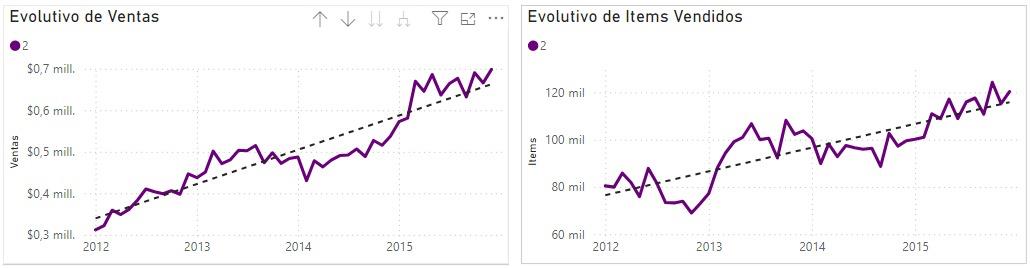 Evolutivo de Ventas
2
$0,7 mill.
$0,6 mill.
$0,5 mill.
$0,4 mill.
$0,3 mill.
Ventas
2012 2013 2014 2015
Evolutivo de Items Vendidos
2
120 mil
100 mil
80 mil
60 mil
Items
2012 2013 2014 2015